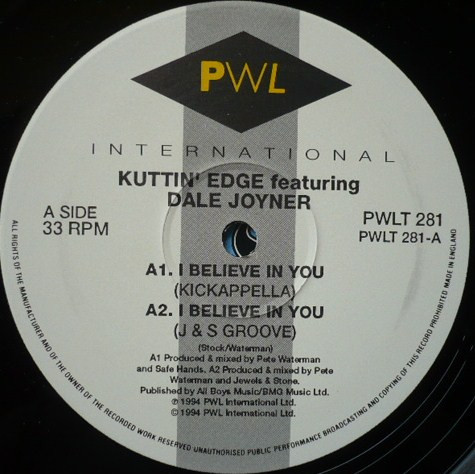 PWL
INTERNATIONAL
KUTTIN' EDGE featuring
DALE JOYNER
A SIDE
33 RPM
PWLT 281
PWLT 281-A
A1. I BELIEVE IN YOU
(KICKAPPELLA)
A2. I BELIEVE IN YOU
(J & S GROOVE)
(Stock/Waterman)
A1 Produced & mixed by Pete Waterman
and Safe Hands. A2 Produced & mixed by Pete
Waterman and Jewels & Stone.
Published by All Boys Music/BMG Music Ltd.
℗ 1994 PWL International Ltd.
© 1994 PWL International Ltd.
ALL RIGHTS OF THE MANUFACTURER AND OF THE OWNER OF THE RECORDED WORK RESERVED UNAUTHORISED PUBLIC PERFORMANCE BROADCASTING AND COPYING OF THIS RECORD PROHIBITED MADE IN ENGLAND